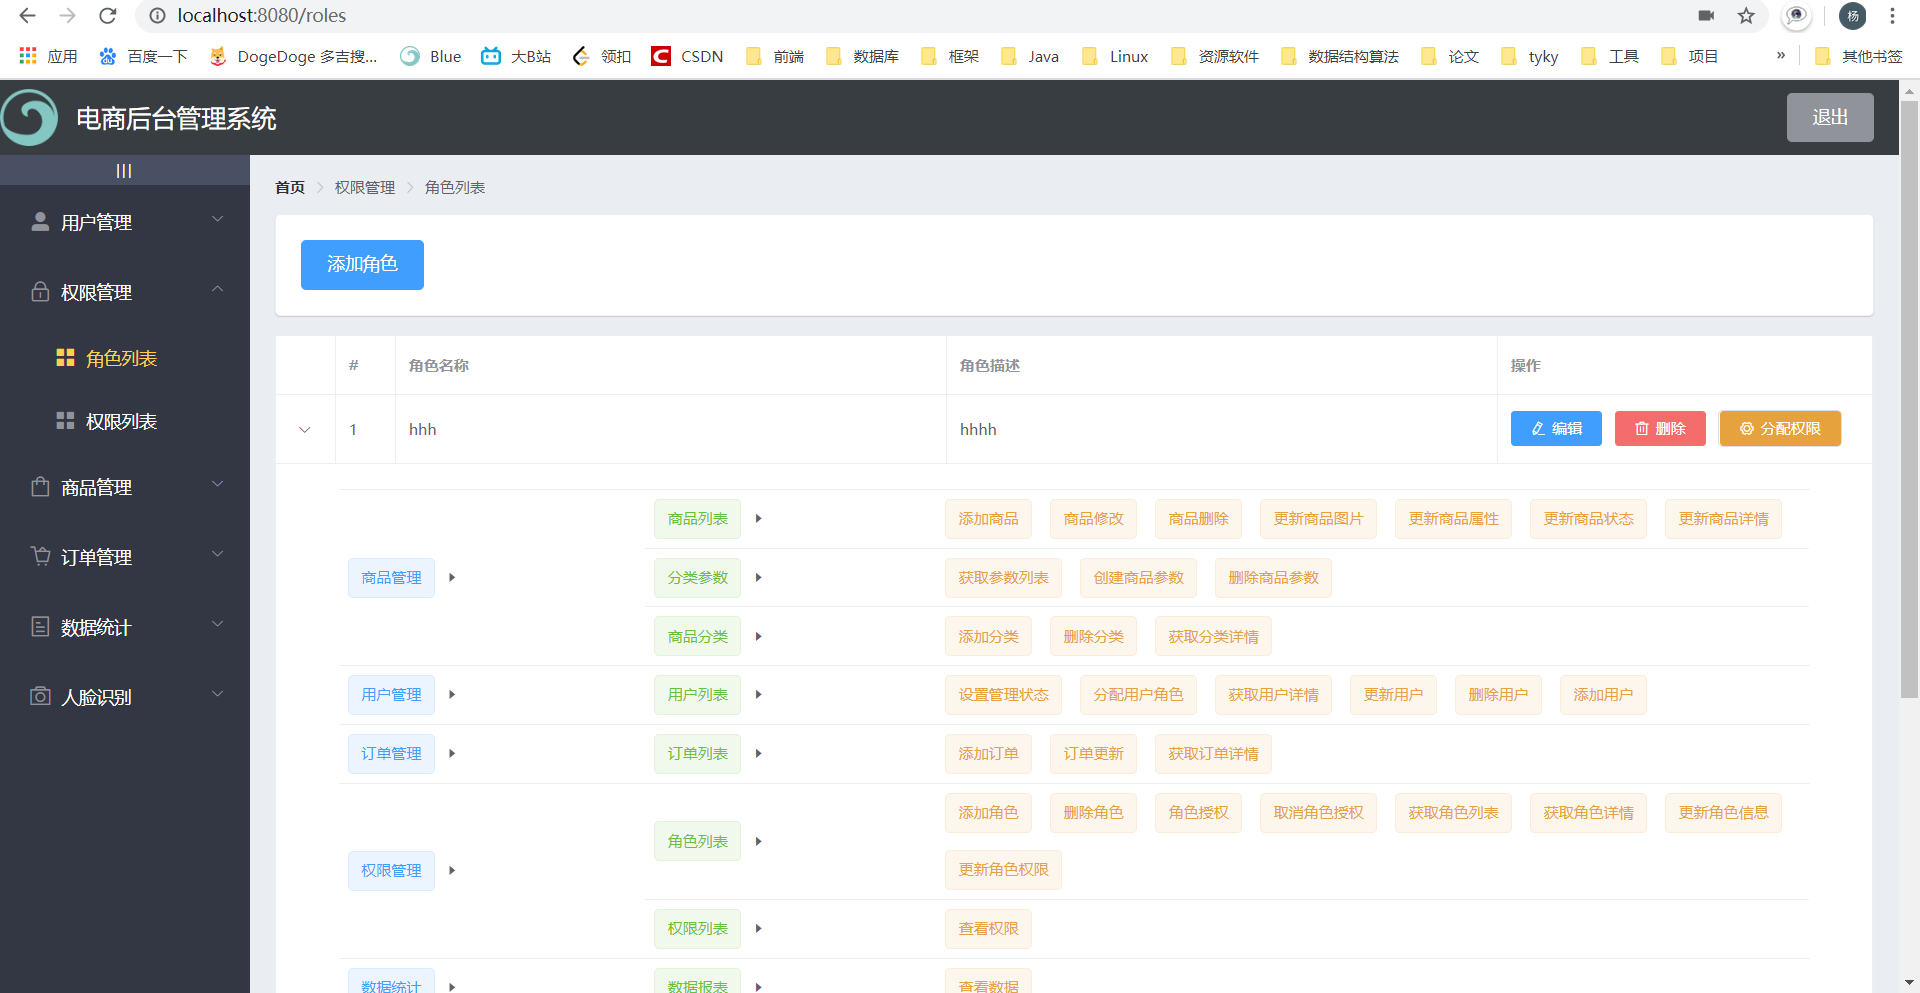 localhost:8080/roles
杨
应用 百度一下 DogeDoge 多吉搜... Blue 大B站 领扣 CSDN 前端 数据库 框架 Java Linux 资源软件 数据结构算法 论文 tyky 工具 项目 » 其他书签
电商后台管理系统 退出
|||
首页 权限管理 角色列表
用户管理
权限管理
角色列表
权限列表
商品管理
订单管理
数据统计
人脸识别
添加角色
# 角色名称 角色描述 操作
1 hhh hhhh 编辑 删除 分配权限
商品列表 添加商品 商品修改 商品删除 更新商品图片 更新商品属性 更新商品状态 更新商品详情
商品管理 分类参数 获取参数列表 创建商品参数 删除商品参数
商品分类 添加分类 删除分类 获取分类详情
用户管理 用户列表 设置管理状态 分配用户角色 获取用户详情 更新用户 删除用户 添加用户
订单管理 订单列表 添加订单 订单更新 获取订单详情
权限管理 角色列表 添加角色 删除角色 角色授权 取消角色授权 获取角色列表 获取角色详情 更新角色信息
更新角色权限
权限列表 查看权限
数据统计 数据报表 查看数据